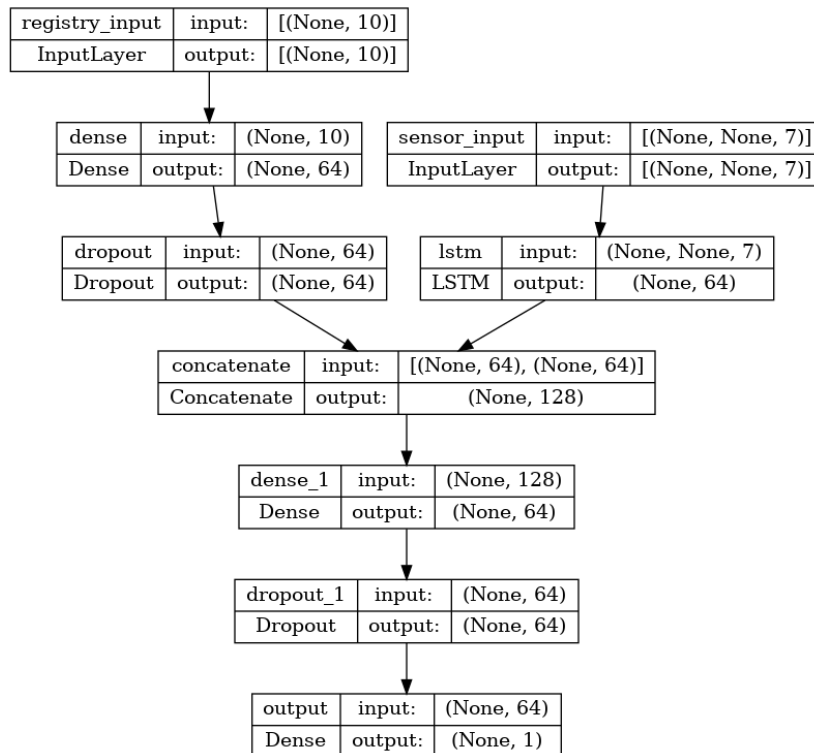 registry_input input: [(None, 10)]
InputLayer output: [(None, 10)]
dense input: (None, 10)
Dense output: (None, 64)
sensor_input input: [(None, None, 7)]
InputLayer output: [(None, None, 7)]
dropout input: (None, 64)
Dropout output: (None, 64)
lstm input: (None, None, 7)
LSTM output: (None, 64)
concatenate input: [(None, 64), (None, 64)]
Concatenate output: (None, 128)
dense_1 input: (None, 128)
Dense output: (None, 64)
dropout_1 input: (None, 64)
Dropout output: (None, 64)
output input: (None, 64)
Dense output: (None, 1)